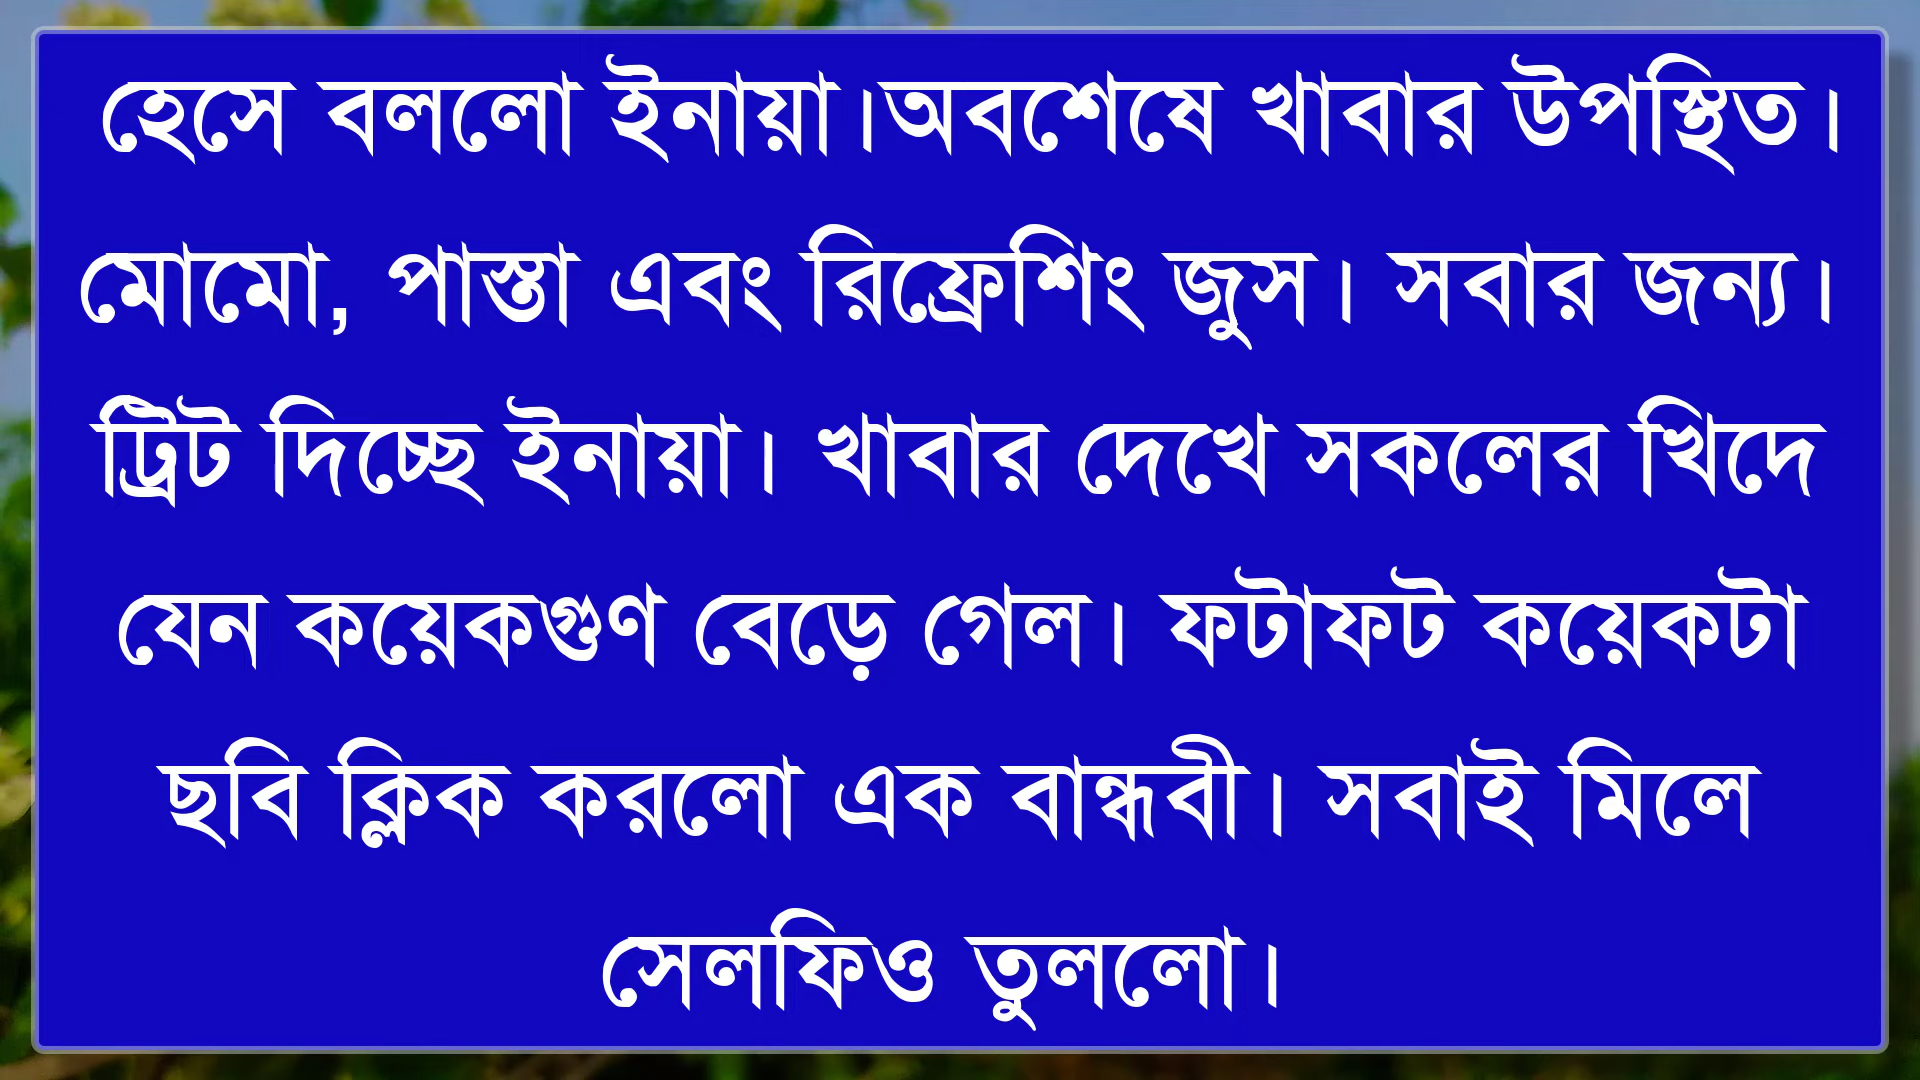 হেসে বললো ইনায়া।অবশেষে খাবার উপস্থিত।
মোমো, পাস্তা এবং রিফ্রেশিং জুস। সবার জন্য।
ট্রিট দিচ্ছে ইনায়া। খাবার দেখে সকলের খিদে
যেন কয়েকগুণ বেড়ে গেল। ফটাফট কয়েকটা
ছবি ক্লিক করলো এক বান্ধবী। সবাই মিলে
সেলফিও তুললো।